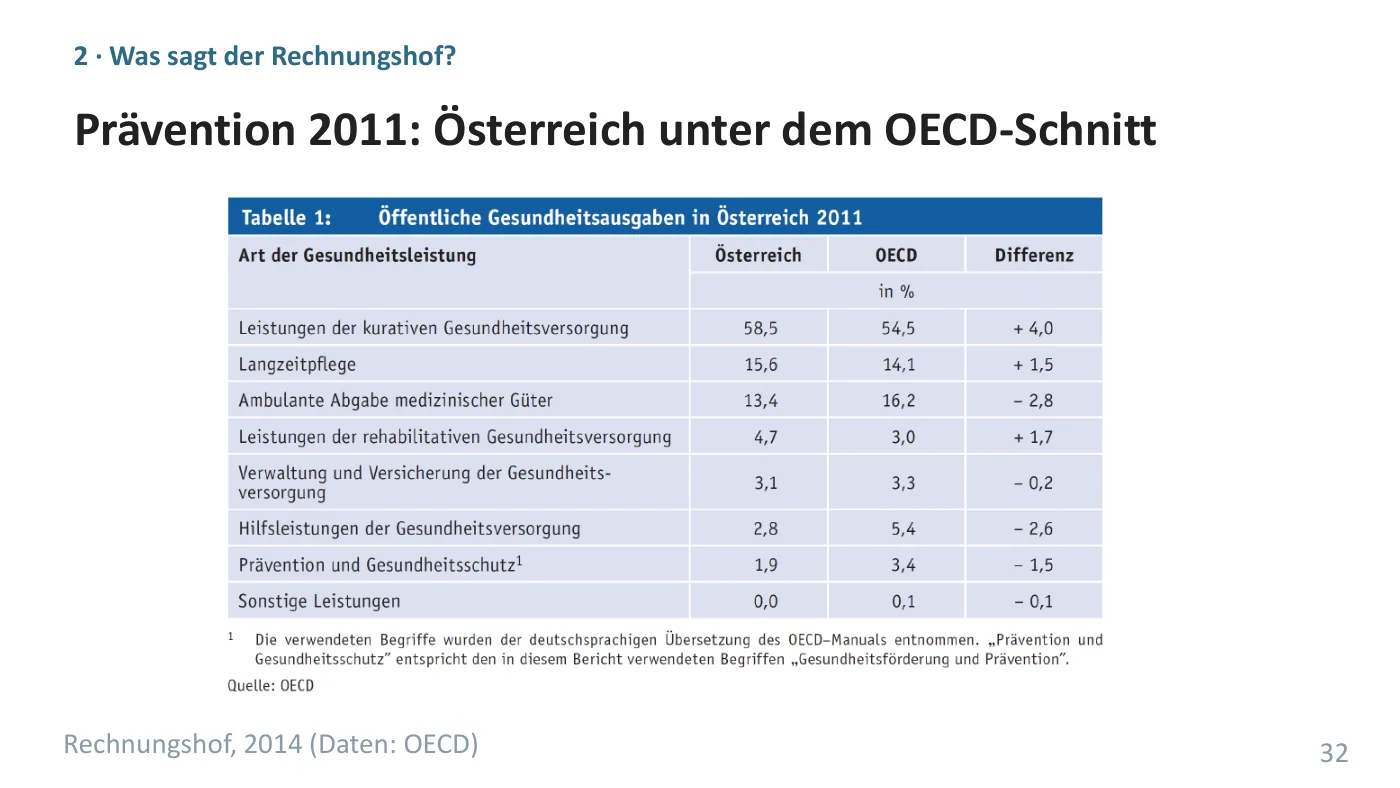 2 · Was sagt der Rechnungshof?
Prävention 2011: Österreich unter dem OECD-Schnitt
Tabelle 1: Öffentliche Gesundheitsausgaben in Österreich 2011
Art der Gesundheitsleistung Österreich OECD Differenz
in %
Leistungen der kurativen Gesundheitsversorgung 58,5 54,5 + 4,0
Langzeitpflege 15,6 14,1 + 1,5
Ambulante Abgabe medizinischer Güter 13,4 16,2 – 2,8
Leistungen der rehabilitativen Gesundheitsversorgung 4,7 3,0 + 1,7
Verwaltung und Versicherung der Gesundheits-
versorgung 3,1 3,3 – 0,2
Hilfsleistungen der Gesundheitsversorgung 2,8 5,4 – 2,6
Prävention und Gesundheitsschutz¹ 1,9 3,4 – 1,5
Sonstige Leistungen 0,0 0,1 – 0,1
¹ Die verwendeten Begriffe wurden der deutschsprachigen Übersetzung des OECD–Manuals entnommen. „Prävention und
Gesundheitsschutz" entspricht den in diesem Bericht verwendeten Begriffen „Gesundheitsförderung und Prävention".
Quelle: OECD
Rechnungshof, 2014 (Daten: OECD)
32